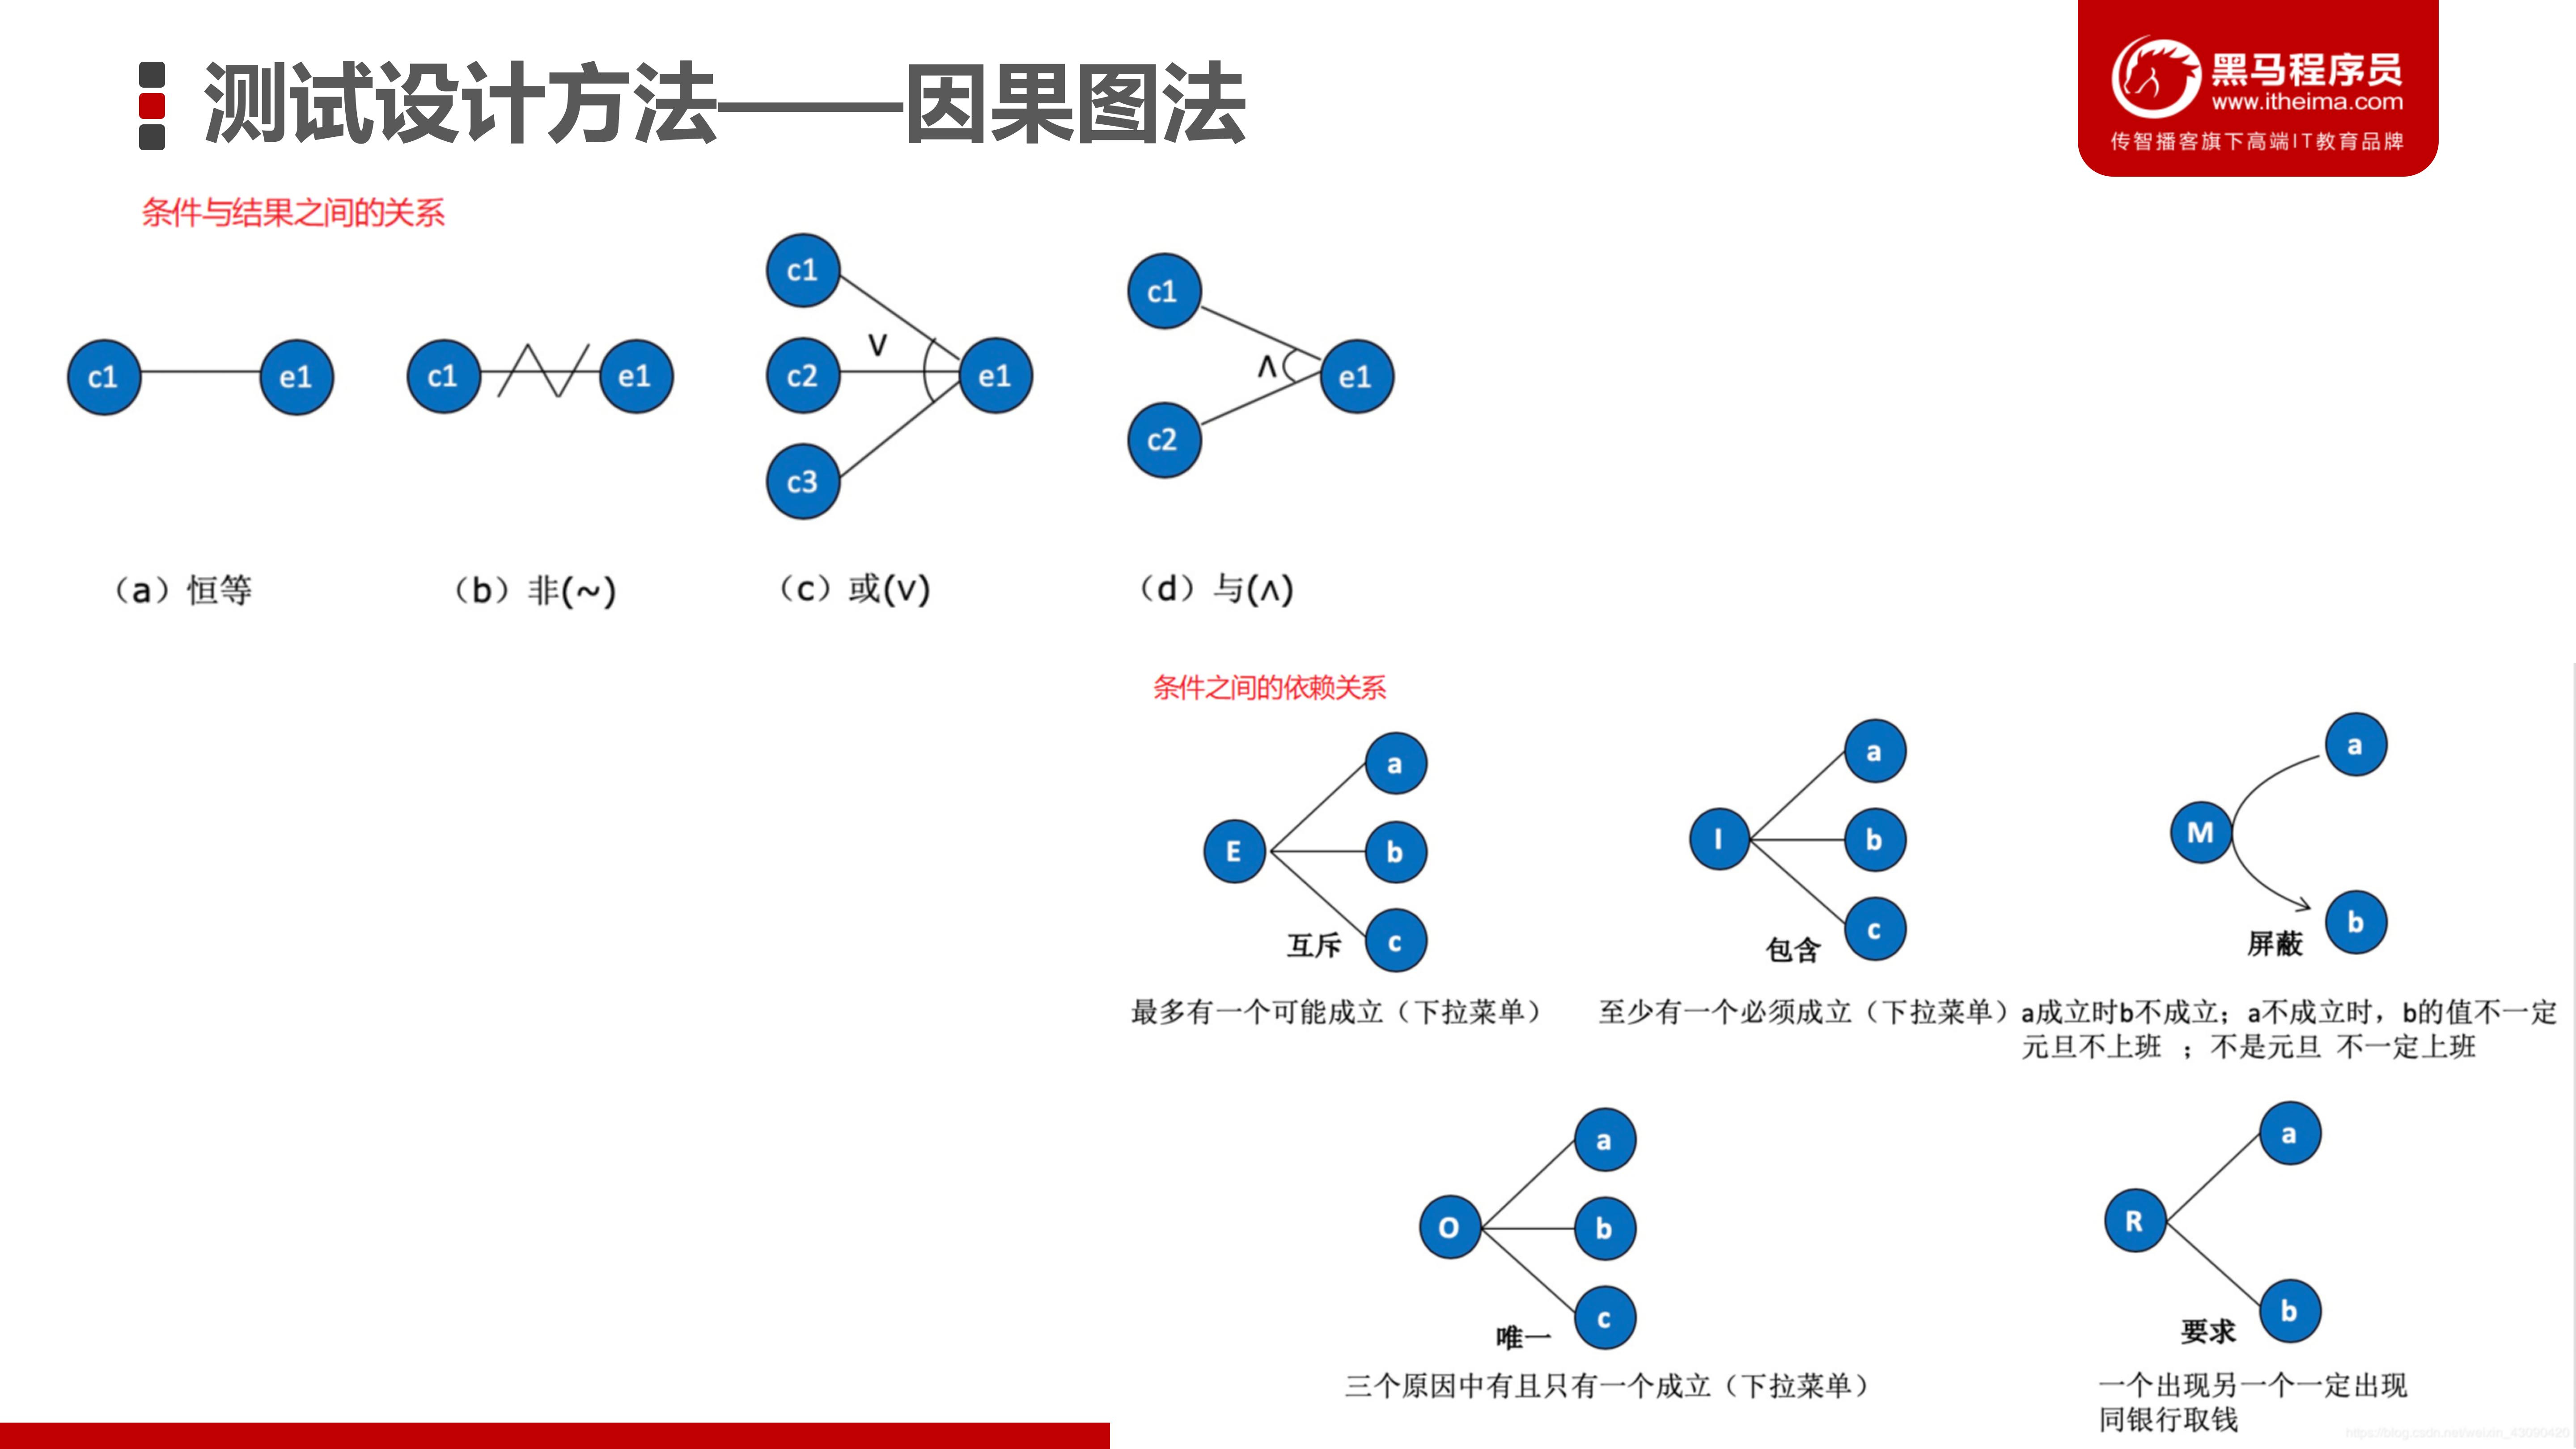 测试设计方法——因果图法
黑马程序员
www.itheima.com
传智播客旗下高端IT教育品牌
条件与结果之间的关系
c1
e1
c1
e1
c1
c2
c3
∨
e1
c1
c2
∧
e1
（a）恒等
（b）非(~)
（c）或(∨)
（d）与(∧)
条件之间的依赖关系
E
a
b
c
互斥
最多有一个可能成立（下拉菜单）
I
a
b
c
包含
至少有一个必须成立（下拉菜单）
M
a
b
屏蔽
a成立时b不成立；a不成立时，b的值不一定
元旦不上班 ；不是元旦 不一定上班
O
a
b
c
唯一
三个原因中有且只有一个成立（下拉菜单）
R
a
b
要求
一个出现另一个一定出现
同银行取钱